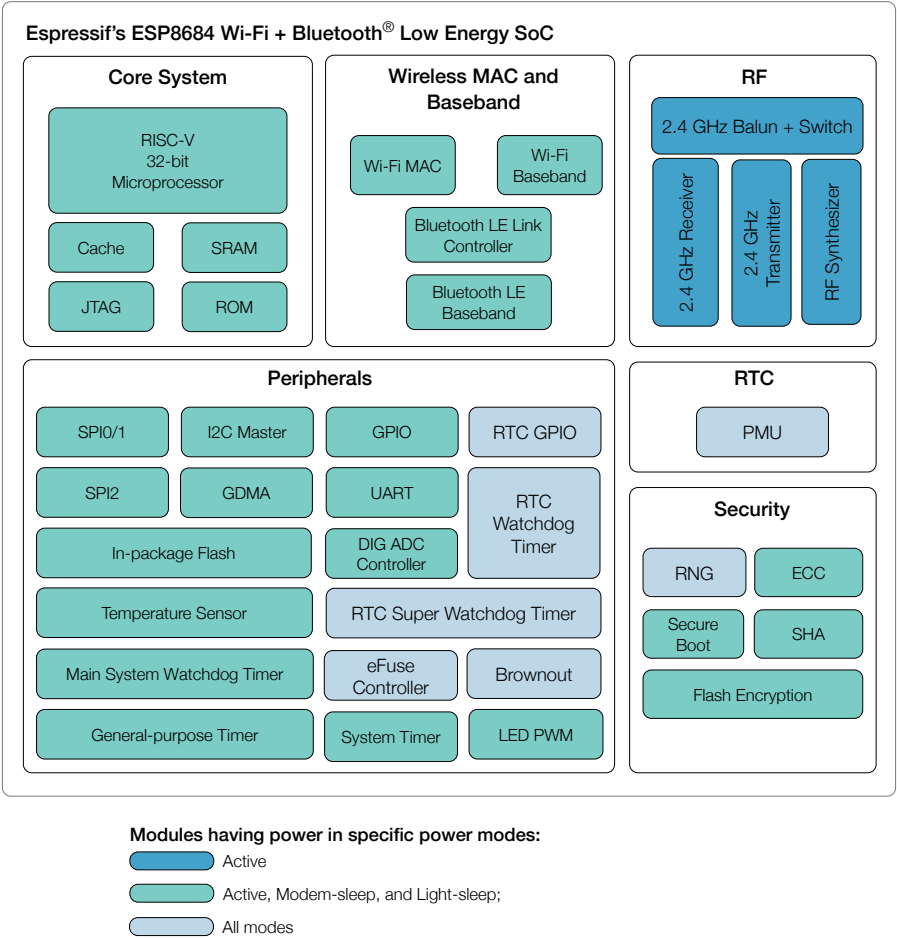 Espressif's ESP8684 Wi-Fi + Bluetooth® Low Energy SoC
Core System
RISC-V
32-bit
Microprocessor
Cache
SRAM
JTAG
ROM
Wireless MAC and
Baseband
Wi-Fi MAC
Wi-Fi
Baseband
Bluetooth LE Link
Controller
Bluetooth LE
Baseband
RF
2.4 GHz Balun + Switch
2.4 GHz Receiver
2.4 GHz
Transmitter
RF Synthesizer
Peripherals
SPI0/1
I2C Master
GPIO
RTC GPIO
SPI2
GDMA
UART
RTC
Watchdog
Timer
In-package Flash
DIG ADC
Controller
Temperature Sensor
RTC Super Watchdog Timer
Main System Watchdog Timer
eFuse
Controller
Brownout
General-purpose Timer
System Timer
LED PWM
RTC
PMU
Security
RNG
ECC
Secure
Boot
SHA
Flash Encryption
Modules having power in specific power modes:
Active
Active, Modem-sleep, and Light-sleep;
All modes